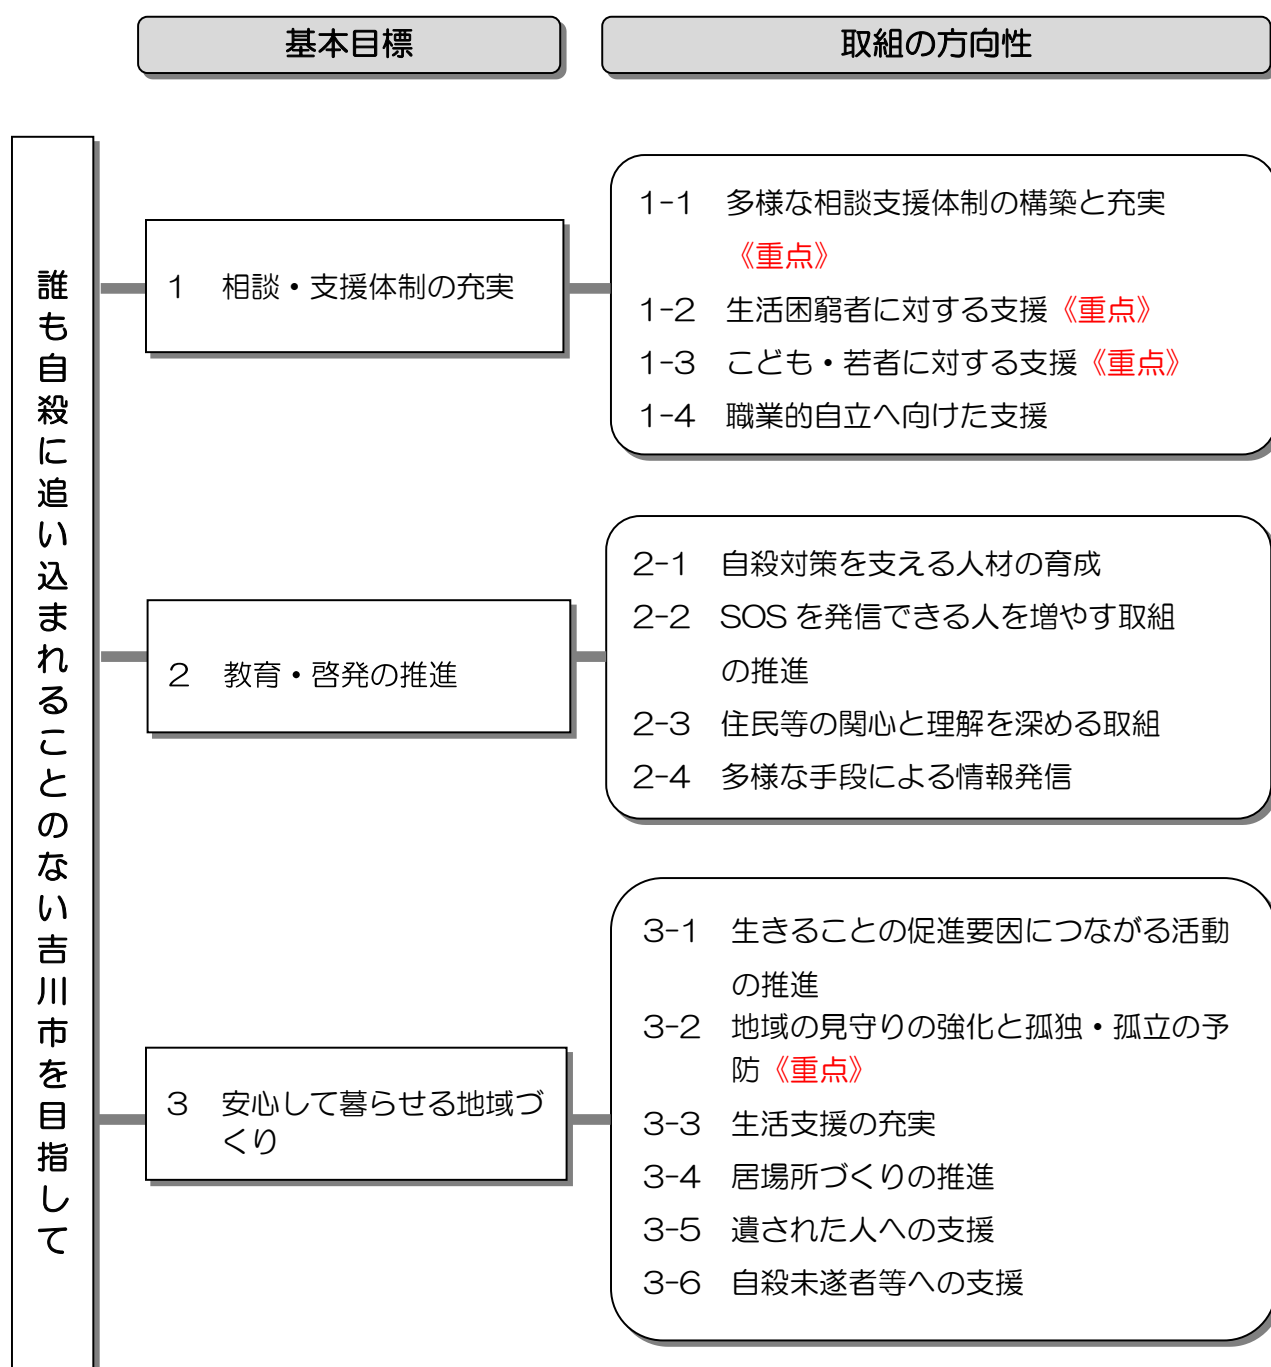 基本目標
取組の方向性
誰も自殺に追い込まれることのない吉川市を目指して
1 相談・支援体制の充実
1-1 多様な相談支援体制の構築と充実
《重点》
1-2 生活困窮者に対する支援《重点》
1-3 こども・若者に対する支援《重点》
1-4 職業的自立へ向けた支援
2 教育・啓発の推進
2-1 自殺対策を支える人材の育成
2-2 SOS を発信できる人を増やす取組
の推進
2-3 住民等の関心と理解を深める取組
2-4 多様な手段による情報発信
3 安心して暮らせる地域づ
くり
3-1 生きることの促進要因につながる活動
の推進
3-2 地域の見守りの強化と孤独・孤立の予
防《重点》
3-3 生活支援の充実
3-4 居場所づくりの推進
3-5 遺された人への支援
3-6 自殺未遂者等への支援